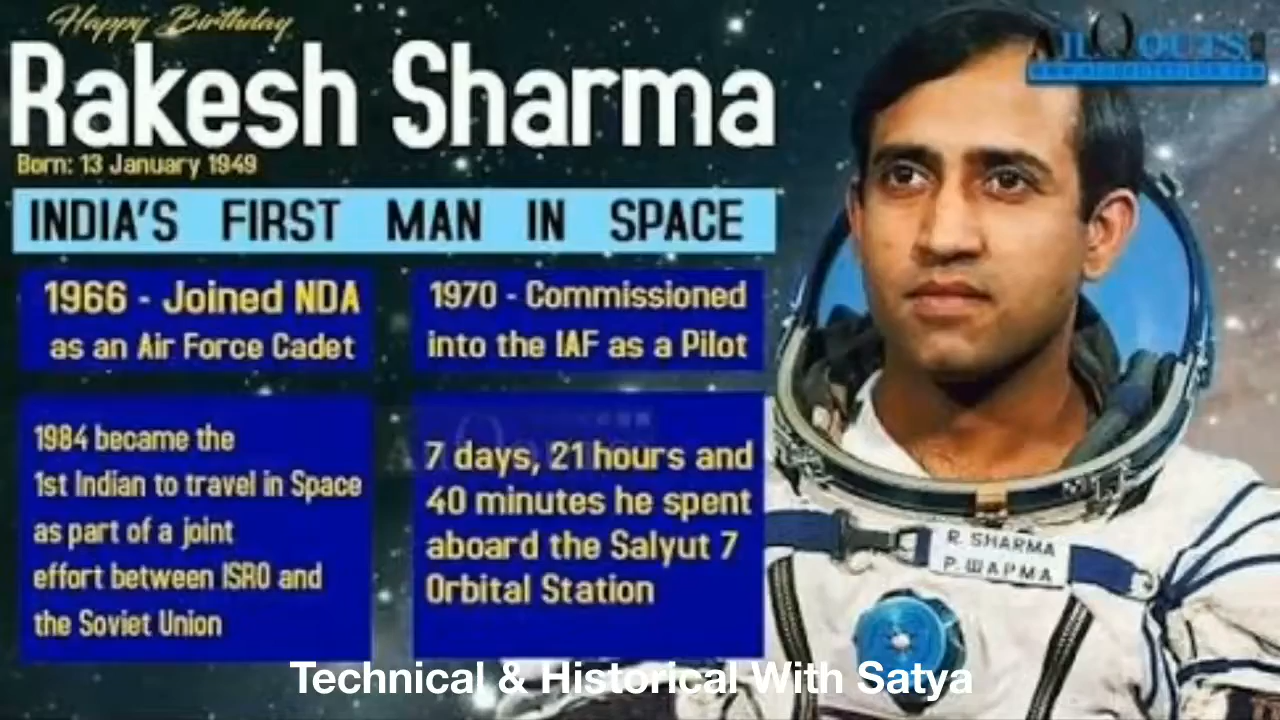 Happy Birthday
Rakesh Sharma
Born: 13 January 1949
INDIA'S FIRST MAN IN SPACE
1966 - Joined NDA
as an Air Force Cadet
1970 - Commissioned
into the IAF as a Pilot
1984 became the
1st Indian to travel in Space
as part of a joint
effort between ISRO and
the Soviet Union
7 days, 21 hours and
40 minutes he spent
aboard the Salyut 7
Orbital Station
R. SHARMA
Р. ШАРМА
Technical & Historical With Satya